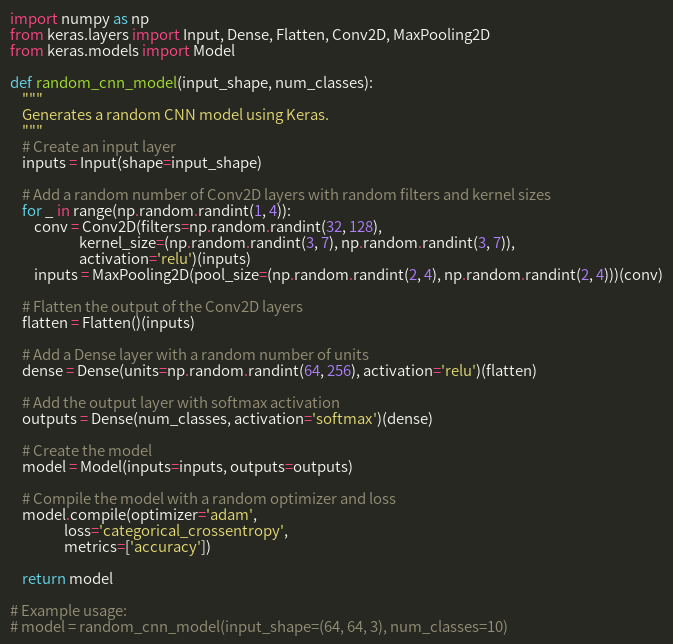 import numpy as np
from keras.layers import Input, Dense, Flatten, Conv2D, MaxPooling2D
from keras.models import Model

def random_cnn_model(input_shape, num_classes):
    """
    Generates a random CNN model using Keras.
    """
    # Create an input layer
    inputs = Input(shape=input_shape)

    # Add a random number of Conv2D layers with random filters and kernel sizes
    for _ in range(np.random.randint(1, 4)):
        conv = Conv2D(filters=np.random.randint(32, 128),
                      kernel_size=(np.random.randint(3, 7), np.random.randint(3, 7)),
                      activation='relu')(inputs)
        inputs = MaxPooling2D(pool_size=(np.random.randint(2, 4), np.random.randint(2, 4)))(conv)

    # Flatten the output of the Conv2D layers
    flatten = Flatten()(inputs)

    # Add a Dense layer with a random number of units
    dense = Dense(units=np.random.randint(64, 256), activation='relu')(flatten)

    # Add the output layer with softmax activation
    outputs = Dense(num_classes, activation='softmax')(dense)

    # Create the model
    model = Model(inputs=inputs, outputs=outputs)

    # Compile the model with a random optimizer and loss
    model.compile(optimizer='adam',
                  loss='categorical_crossentropy',
                  metrics=['accuracy'])

    return model

# Example usage:
# model = random_cnn_model(input_shape=(64, 64, 3), num_classes=10)